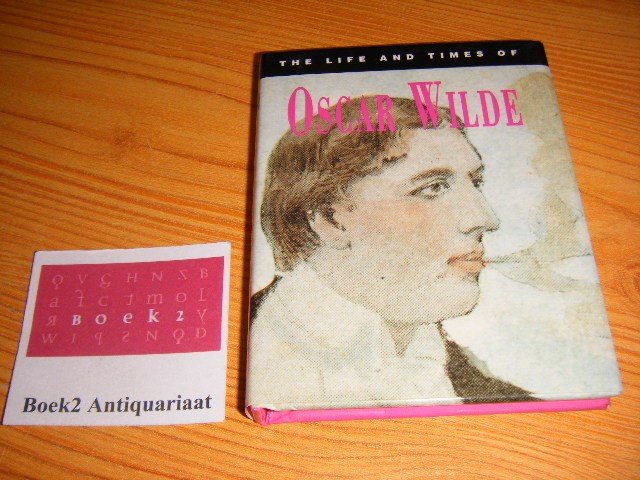 THE LIFE AND TIMES OF
OSCAR WILDE
BOEK2
Boek2 Antiquariaat